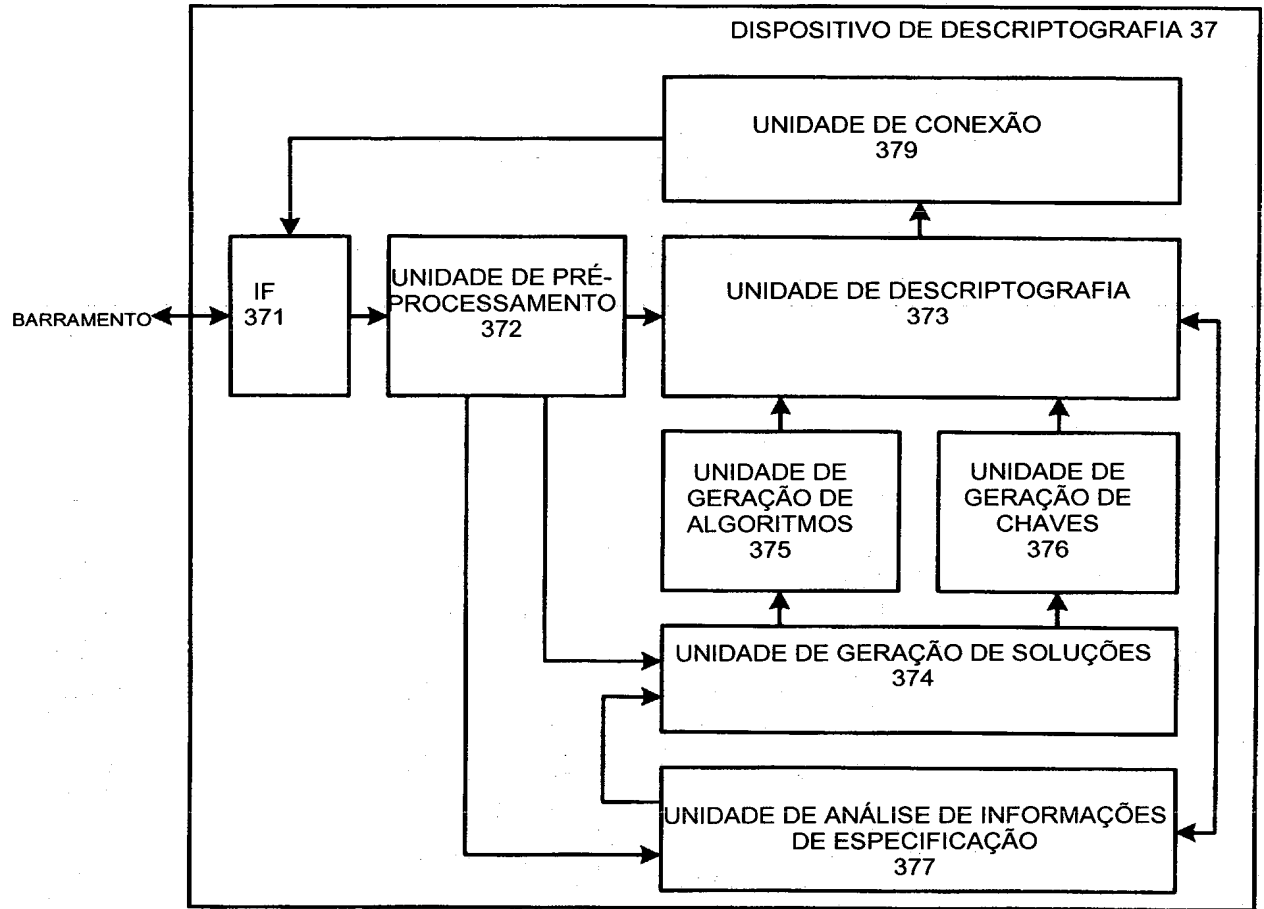 DISPOSITIVO DE DESCRIPTOGRAFIA 37
UNIDADE DE CONEXÃO
379
IF
371
UNIDADE DE PRÉ-
PROCESSAMENTO
372
UNIDADE DE DESCRIPTOGRAFIA
373
BARRAMENTO
UNIDADE DE
GERAÇÃO DE
ALGORITMOS
375
UNIDADE DE
GERAÇÃO DE
CHAVES
376
UNIDADE DE GERAÇÃO DE SOLUÇÕES
374
UNIDADE DE ANÁLISE DE INFORMAÇÕES
DE ESPECIFICAÇÃO
377